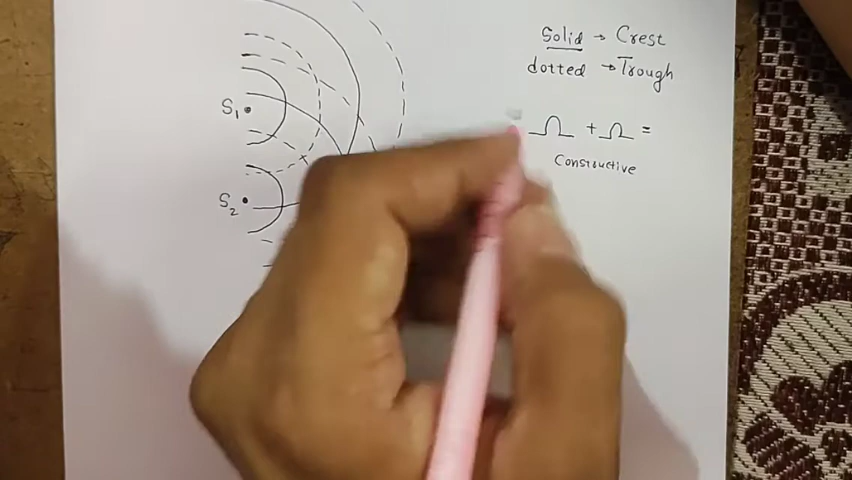 Solid → Crest
dotted → Trough
S₁
+ =
Constructive
S₂